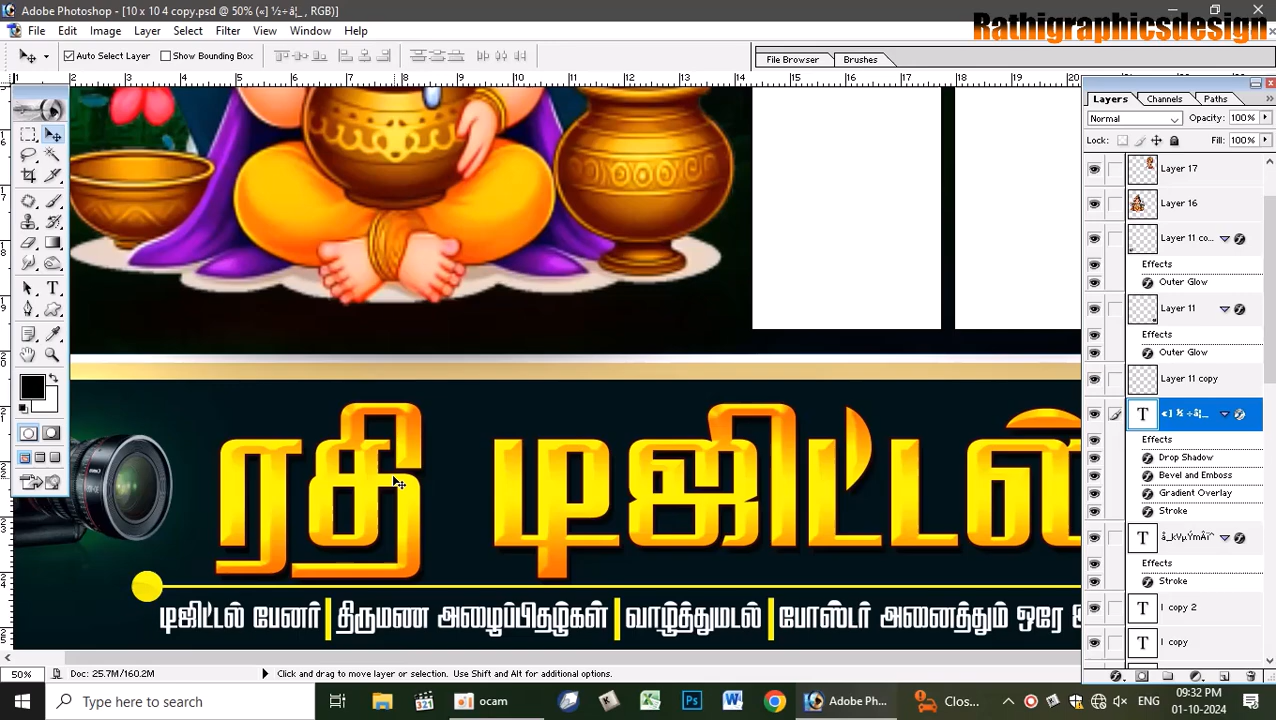 Adobe Photoshop - [10 x 10 4 copy.psd @ 50% («] ½÷å¦_ , RGB)]
Rathigraphicsdesign
File Edit Image Layer Select Filter View Window Help
Auto Select Layer Show Bounding Box
File Browser Brushes
Layers Channels Paths
Normal Opacity: 100%
Lock: Fill: 100%
Layer 17
Layer 16
Layer 11 co...
Effects
Outer Glow
Layer 11
Effects
Outer Glow
Layer 11 copy
«] ½ ÷å¦_
Effects
Drop Shadow
Bevel and Emboss
Gradient Overlay
Stroke
Effects
Stroke
l copy 2
l copy
ரதி டிஜிட்டல்
டிஜிட்டல் பேனர் | திருமண அழைப்பிதழ்கள் | வாழ்த்துமடல் | போஸ்டர் அனைத்தும் ஒரே
50% Doc: 25.7M/160.2M Click and drag to move layer or selection. Use Shift and Alt for additional options.
Type here to search
ocam
Adobe Ph...
Clos...
ENG
09:32 PM
01-10-2024